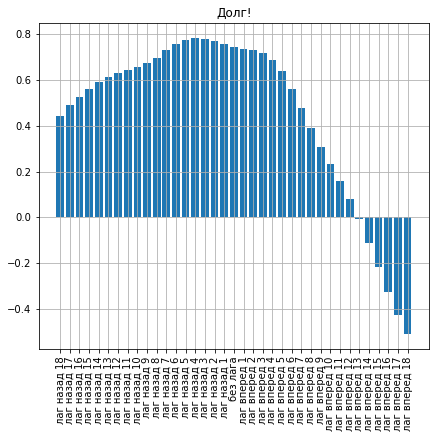 Долг!
0.8
0.6
0.4
0.2
0.0
−0.2
−0.4
лаг назад 18
лаг назад 17
лаг назад 16
лаг назад 15
лаг назад 14
лаг назад 13
лаг назад 12
лаг назад 11
лаг назад 10
лаг назад 9
лаг назад 8
лаг назад 7
лаг назад 6
лаг назад 5
лаг назад 4
лаг назад 3
лаг назад 2
лаг назад 1
без лага
лаг вперед 1
лаг вперед 2
лаг вперед 3
лаг вперед 4
лаг вперед 5
лаг вперед 6
лаг вперед 7
лаг вперед 8
лаг вперед 9
лаг вперед 10
лаг вперед 11
лаг вперед 12
лаг вперед 13
лаг вперед 14
лаг вперед 15
лаг вперед 16
лаг вперед 17
лаг вперед 18